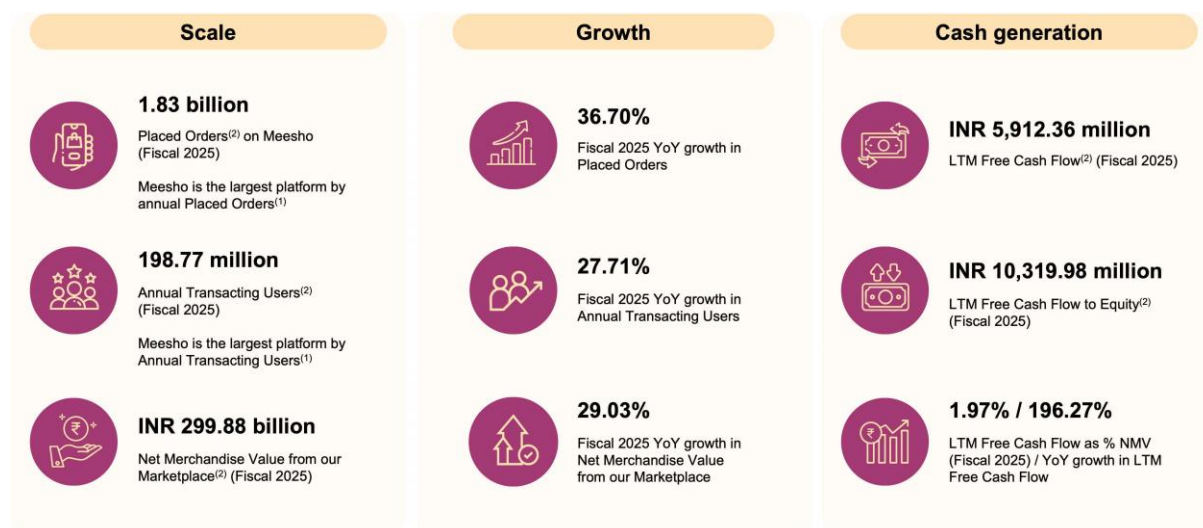 Scale
1.83 billion
Placed Orders(2) on Meesho
(Fiscal 2025)
Meesho is the largest platform by
annual Placed Orders(1)
198.77 million
Annual Transacting Users(2)
(Fiscal 2025)
Meesho is the largest platform by
Annual Transacting Users(1)
INR 299.88 billion
Net Merchandise Value from our
Marketplace(2) (Fiscal 2025)
Growth
36.70%
Fiscal 2025 YoY growth in
Placed Orders
27.71%
Fiscal 2025 YoY growth in
Annual Transacting Users
29.03%
Fiscal 2025 YoY growth in
Net Merchandise Value
from our Marketplace
Cash generation
INR 5,912.36 million
LTM Free Cash Flow(2) (Fiscal 2025)
INR 10,319.98 million
LTM Free Cash Flow to Equity(2)
(Fiscal 2025)
1.97% / 196.27%
LTM Free Cash Flow as % NMV
(Fiscal 2025) / YoY growth in LTM
Free Cash Flow